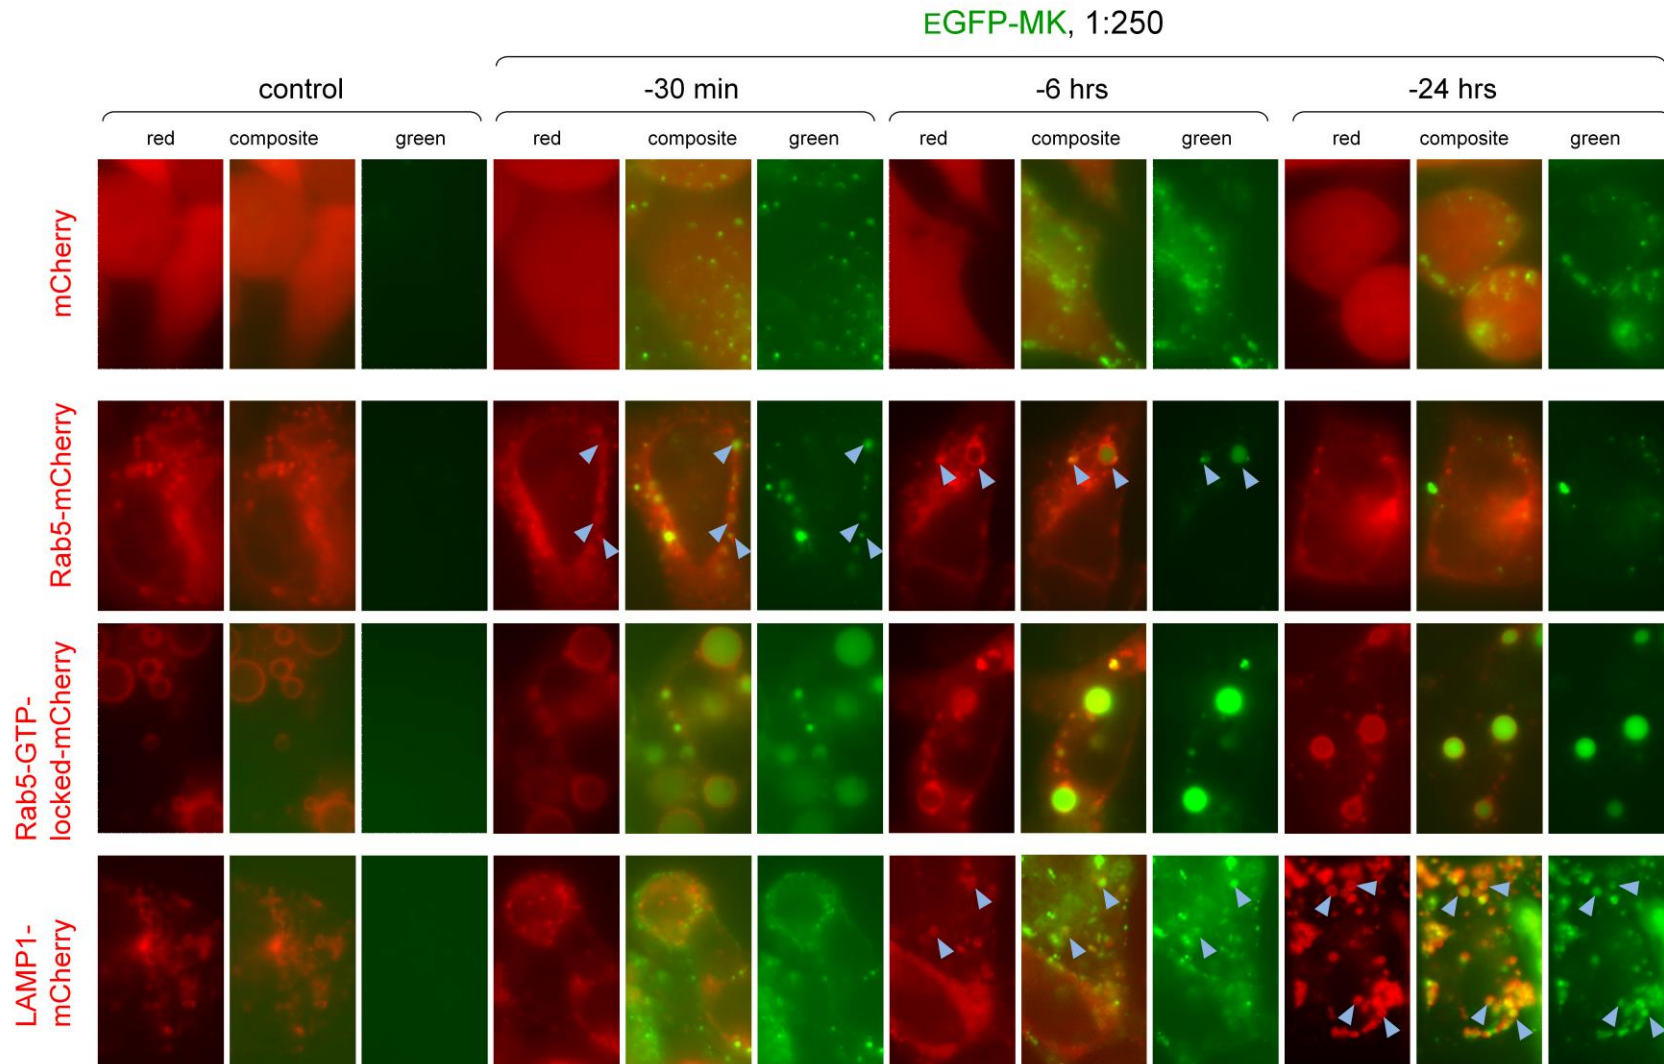 EGFP-MK, 1:250
control
-30 min
-6 hrs
-24 hrs
red composite green red composite green red composite green red composite green
mCherry
Rab5-mCherry
Rab5-GTP-
locked-mCherry
LAMP1-
mCherry